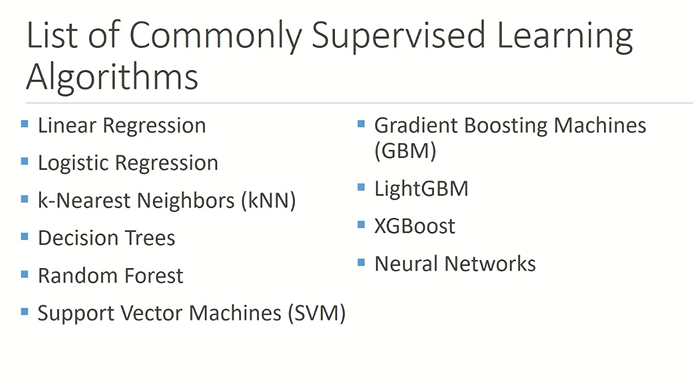 List of Commonly Supervised Learning
Algorithms
Linear Regression
Logistic Regression
k-Nearest Neighbors (kNN)
Decision Trees
Random Forest
Support Vector Machines (SVM)
Gradient Boosting Machines
(GBM)
LightGBM
XGBoost
Neural Networks